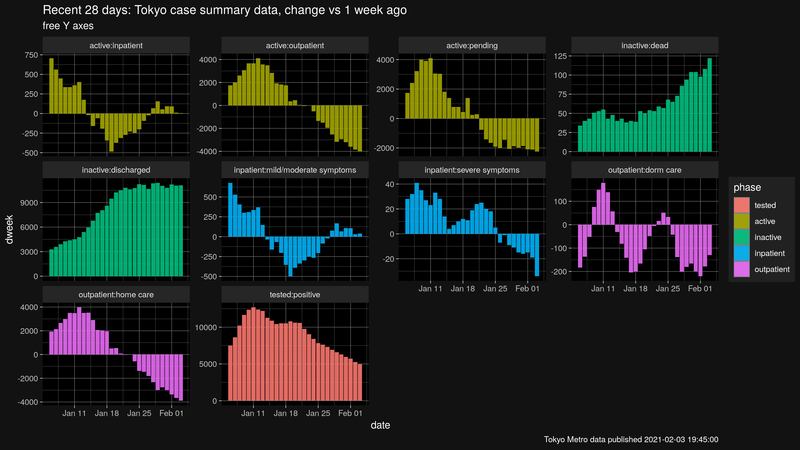 Recent 28 days: Tokyo case summary data, change vs 1 week ago
free Y axes
active:inpatient
active:outpatient
active:pending
inactive:dead
750
500
250
0
-250
-500
4000
2000
0
-2000
-4000
4000
2000
0
-2000
125
100
75
50
25
0
inactive:discharged
inpatient:mild/moderate symptoms
inpatient:severe symptoms
outpatient:dorm care
9000
6000
3000
0
500
250
0
-250
-500
40
20
0
-20
100
0
-100
-200
Jan 11 Jan 18 Jan 25 Feb 01
Jan 11 Jan 18 Jan 25 Feb 01
outpatient:home care
tested:positive
4000
2000
0
-2000
-4000
10000
5000
0
Jan 11 Jan 18 Jan 25 Feb 01
Jan 11 Jan 18 Jan 25 Feb 01
dweek
date
phase
tested
active
inactive
inpatient
outpatient
Tokyo Metro data published 2021-02-03 19:45:00